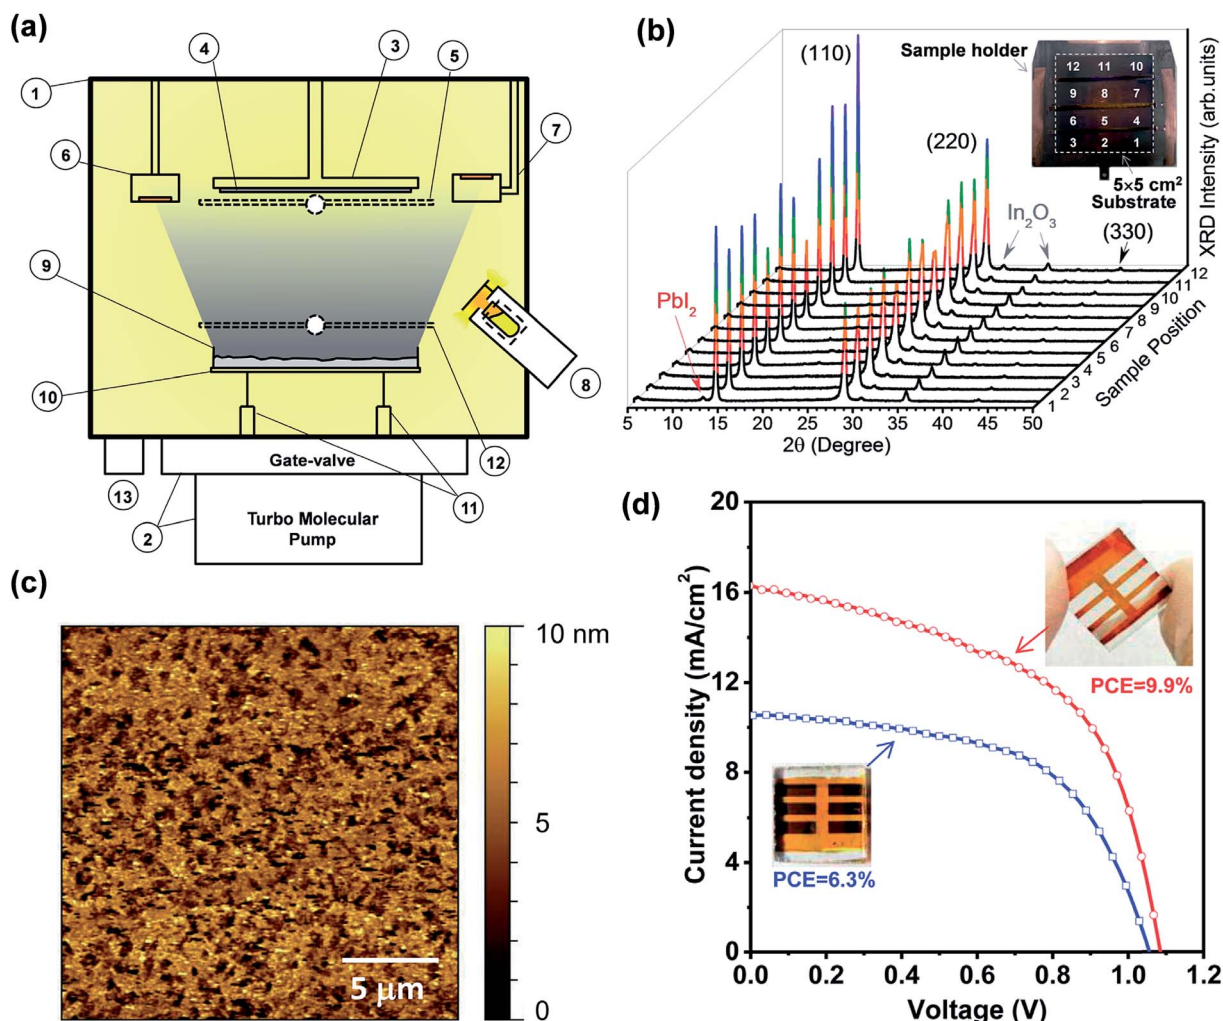 (a)
1
2
3
4
5
6
7
8
9
10
11
12
13
Gate-valve
Turbo Molecular
Pump
(b)
XRD Intensity (arb.units)
(110)
(220)
(330)
In2O3
PbI2
Sample holder
12 11 10
9 8 7
6 5 4
3 2 1
5×5 cm2
Substrate
5 10 15 20 25 30 35 40 45 50
2θ (Degree)
1 2 3 4 5 6 7 8 9 10 11 12
Sample Position
(c)
10 nm
5
0
5 μm
(d)
Current density (mA/cm2)
20
16
12
8
4
0
0.0 0.2 0.4 0.6 0.8 1.0 1.2
Voltage (V)
PCE=9.9%
PCE=6.3%